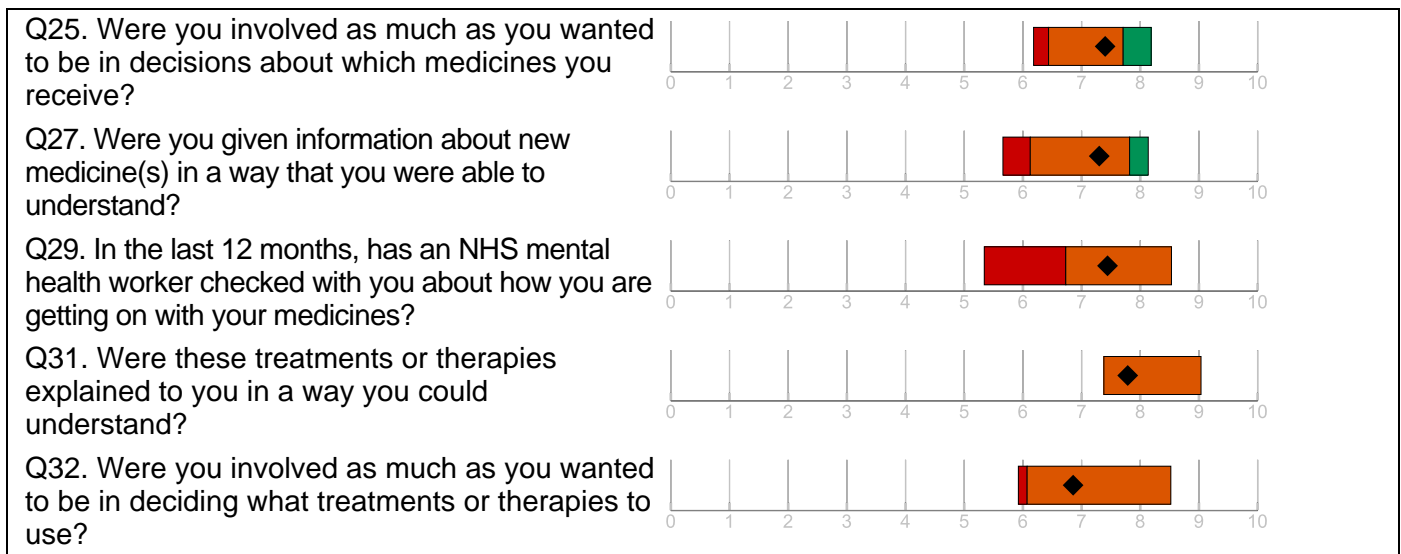 Q25. Were you involved as much as you wanted
to be in decisions about which medicines you
receive?
0 1 2 3 4 5 6 7 8 9 10
Q27. Were you given information about new
medicine(s) in a way that you were able to
understand?
0 1 2 3 4 5 6 7 8 9 10
Q29. In the last 12 months, has an NHS mental
health worker checked with you about how you are
getting on with your medicines?
0 1 2 3 4 5 6 7 8 9 10
Q31. Were these treatments or therapies
explained to you in a way you could
understand?
0 1 2 3 4 5 6 7 8 9 10
Q32. Were you involved as much as you wanted
to be in deciding what treatments or therapies to
use?
0 1 2 3 4 5 6 7 8 9 10